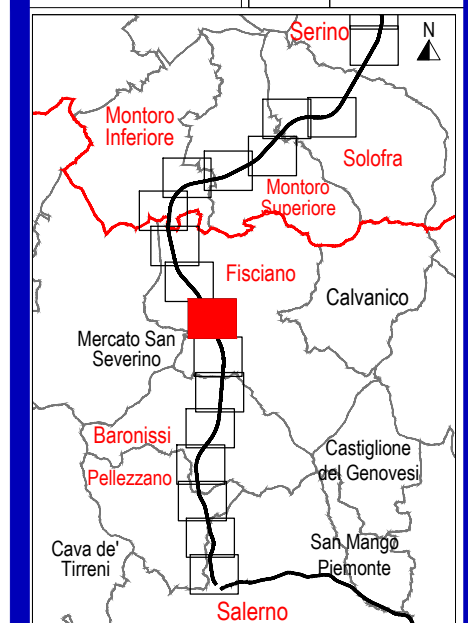 Serino
N
Montoro
Inferiore
Solofra
Montoro
Superiore
Fisciano
Calvanico
Mercato San
Severino
Baronissi
Castiglione
del Genovesi
Pellezzano
Cava de'
Tirreni
San Mango
Piemonte
Salerno